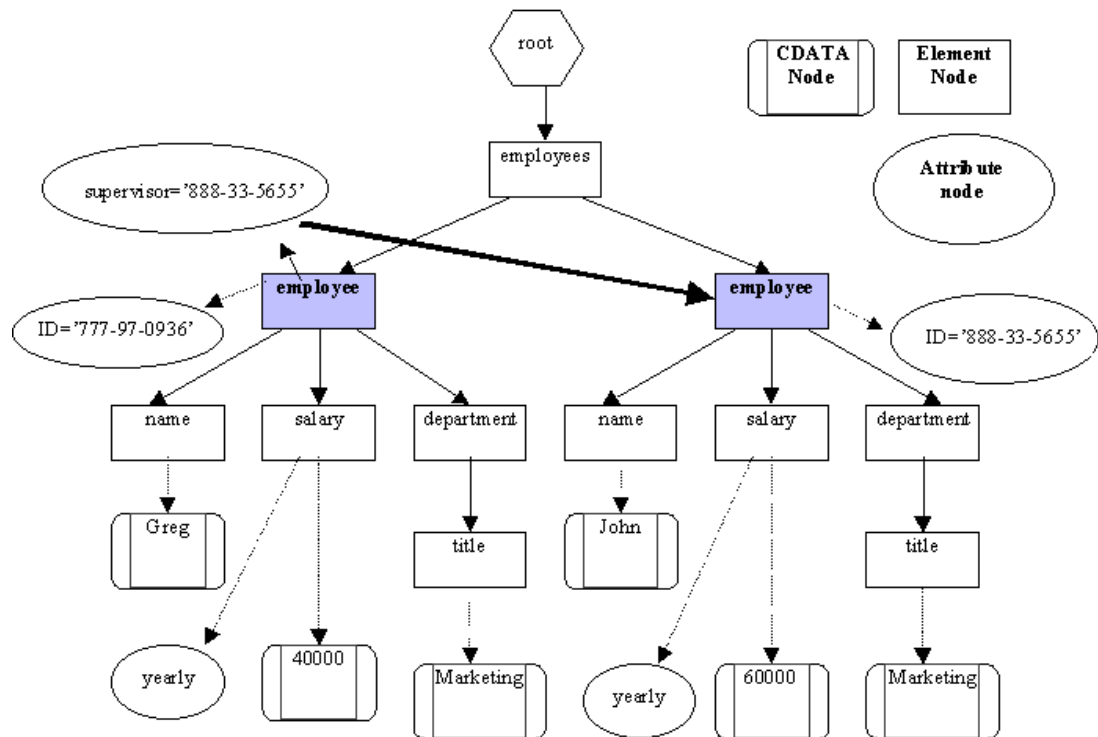 root
CDATA
Node
Element
Node
employees
supervisor=’888-33-5655’
Attribute
node
employee
employee
ID=’777-97-0936’
ID=’888-33-5655’
name
salary
department
name
salary
department
Greg
title
John
title
yearly
40000
Marketing
yearly
60000
Marketing